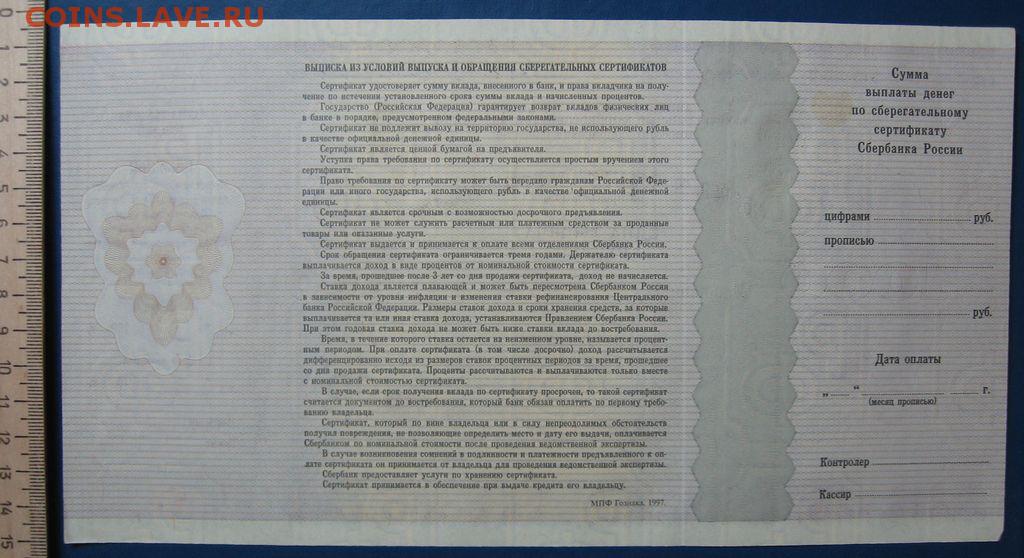 COINS.LAVE.RU
ВЫПИСКА ИЗ УСЛОВИЙ ВЫПУСКА И ОБРАЩЕНИЯ СБЕРЕГАТЕЛЬНЫХ СЕРТИФИКАТОВ
Сертификат удостоверяет сумму вклада, внесенного в банк, и права вкладчика на полу-
чение по истечении установленного срока суммы вклада и начисленных процентов.
Государство (Российская Федерация) гарантирует возврат вкладов физических лиц
в банке в порядке, предусмотренном федеральными законами.
Сертификат не подлежит вывозу на территорию государства, не использующего рубль
в качестве официальной денежной единицы.
Сертификат является ценной бумагой на предъявителя.
Уступка права требования по сертификату осуществляется простым вручением этого
сертификата.
Право требования по сертификату может быть передано гражданам Российской Феде-
рации или иного государства, использующего рубль в качестве официальной денежной
единицы.
Сертификат является срочным с возможностью досрочного предъявления.
Сертификат не может служить расчетным или платежным средством за проданные
товары или оказанные услуги.
Сертификат выдается и принимается к оплате всеми отделениями Сбербанка России.
Срок обращения сертификата ограничивается тремя годами. Держателю сертификата
выплачивается доход в виде процентов от номинальной стоимости сертификата.
За время, прошедшее после 3 лет со дня продажи сертификата, доход не начисляется.
Ставка дохода является плавающей и может быть пересмотрена Сбербанком России
в зависимости от уровня инфляции и изменения ставки рефинансирования Центрального
банка Российской Федерации. Размеры ставок дохода и сроки хранения средств, за которые
выплачивается та или иная ставка дохода, устанавливаются Правлением Сбербанка России.
При этом годовая ставка дохода не может быть ниже ставки вклада до востребования.
Время, в течение которого ставка остается на неизменном уровне, называется процент-
ным периодом. При оплате сертификата (в том числе досрочно) доход рассчитывается
дифференцированно исходя из размеров ставок процентных периодов за время, прошедшее
со дня продажи сертификата. Проценты рассчитываются и выплачиваются только вместе
с номинальной стоимостью сертификата.
В случае, если срок получения вклада по сертификату просрочен, то такой сертификат
считается документом до востребования, который банк обязан оплатить по первому требо-
ванию владельца.
Сертификат, который по вине владельца или в силу непреодолимых обстоятельств
получил повреждения, не позволяющие определить место и дату его выдачи, оплачивается
Сбербанком по номинальной стоимости после проведения ведомственной экспертизы.
В случае возникновения сомнений в подлинности и платежности предъявленного к оп-
лате сертификата он принимается от владельца для проведения ведомственной экспертизы.
Сбербанк предоставляет услуги по хранению сертификата.
Сертификат принимается в обеспечение при выдаче кредита его владельцу.
МПФ Гознака. 1997.
Сумма
выплаты денег
по сберегательному
сертификату
Сбербанка России
цифрами руб.
прописью
руб.
Дата оплаты
„ “ г.
(месяц прописью)
Контролер
Кассир
0
1
2
3
4
5
6
7
8
9
10
11
12
13
14
15